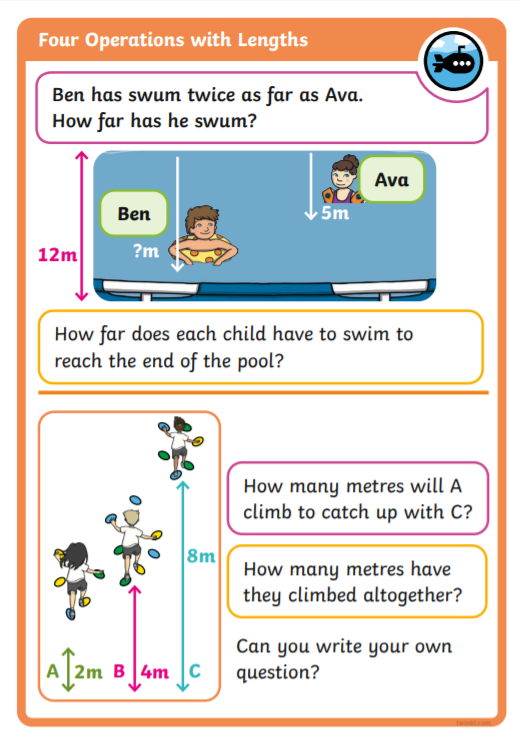 Four Operations with Lengths
Ben has swum twice as far as Ava.
How far has he swum?
Ava
Ben
5m
?m
12m
How far does each child have to swim to
reach the end of the pool?
How many metres will A
climb to catch up with C?
8m
How many metres have
they climbed altogether?
Can you write your own
question?
A 2m B 4m C
twinkl.com